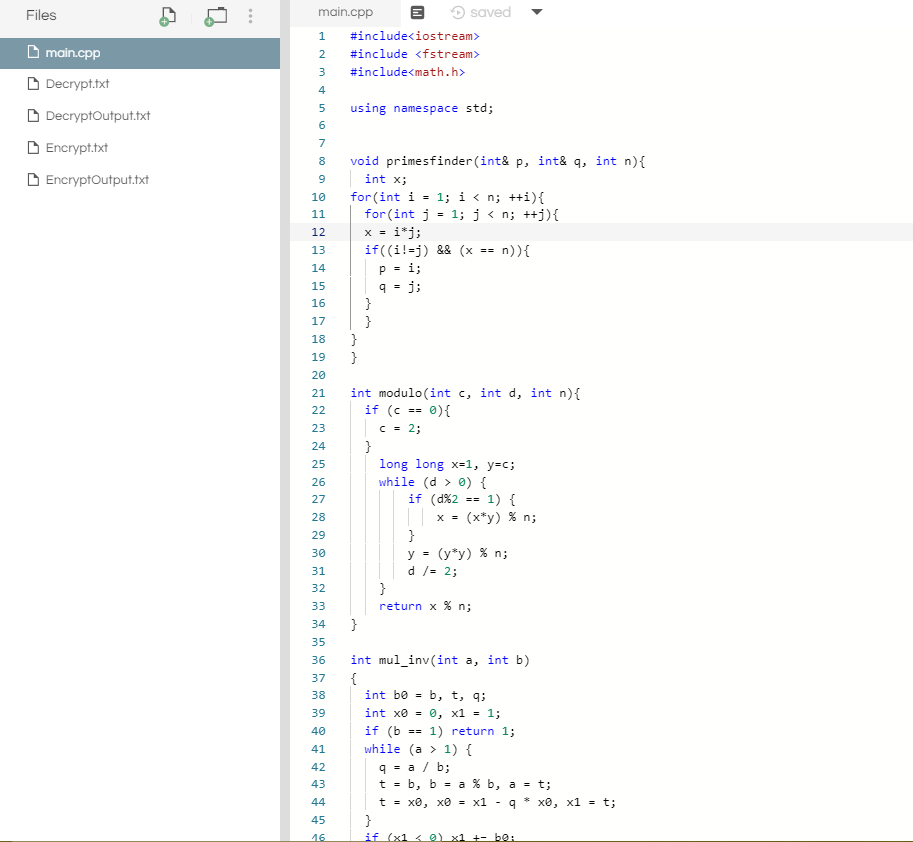 Files
main.cpp
Decrypt.txt
DecryptOutput.txt
Encrypt.txt
EncryptOutput.txt
main.cpp saved
1 #include<iostream>
2 #include <fstream>
3 #include<math.h>
4
5 using namespace std;
6
7
8 void primesfinder(int& p, int& q, int n){
9 int x;
10 for(int i = 1; i < n; ++i){
11 for(int j = 1; j < n; ++j){
12 x = i*j;
13 if((i!=j) && (x == n)){
14 p = i;
15 q = j;
16 }
17 }
18 }
19 }
20
21 int modulo(int c, int d, int n){
22 if (c == 0){
23 c = 2;
24 }
25 long long x=1, y=c;
26 while (d > 0) {
27 if (d%2 == 1) {
28 x = (x*y) % n;
29 }
30 y = (y*y) % n;
31 d /= 2;
32 }
33 return x % n;
34 }
35
36 int mul_inv(int a, int b)
37 {
38 int b0 = b, t, q;
39 int x0 = 0, x1 = 1;
40 if (b == 1) return 1;
41 while (a > 1) {
42 q = a / b;
43 t = b, b = a % b, a = t;
44 t = x0, x0 = x1 - q * x0, x1 = t;
45 }
46 if (x1 < 0) x1 += b0;